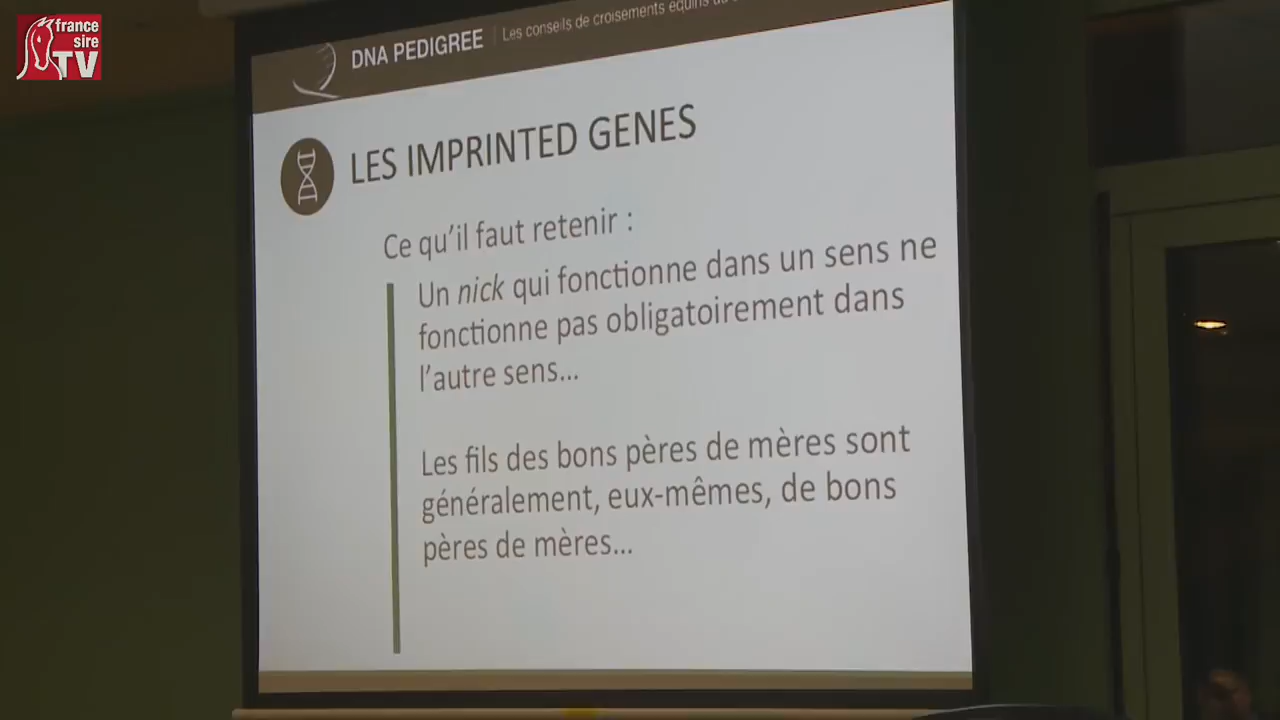 france
sire
TV
DNA PEDIGREE | Les conseils de croisements équins
LES IMPRINTED GENES
Ce qu'il faut retenir :
Un nick qui fonctionne dans un sens ne
fonctionne pas obligatoirement dans
l'autre sens...
Les fils des bons pères de mères sont
généralement, eux-mêmes, de bons
pères de mères...